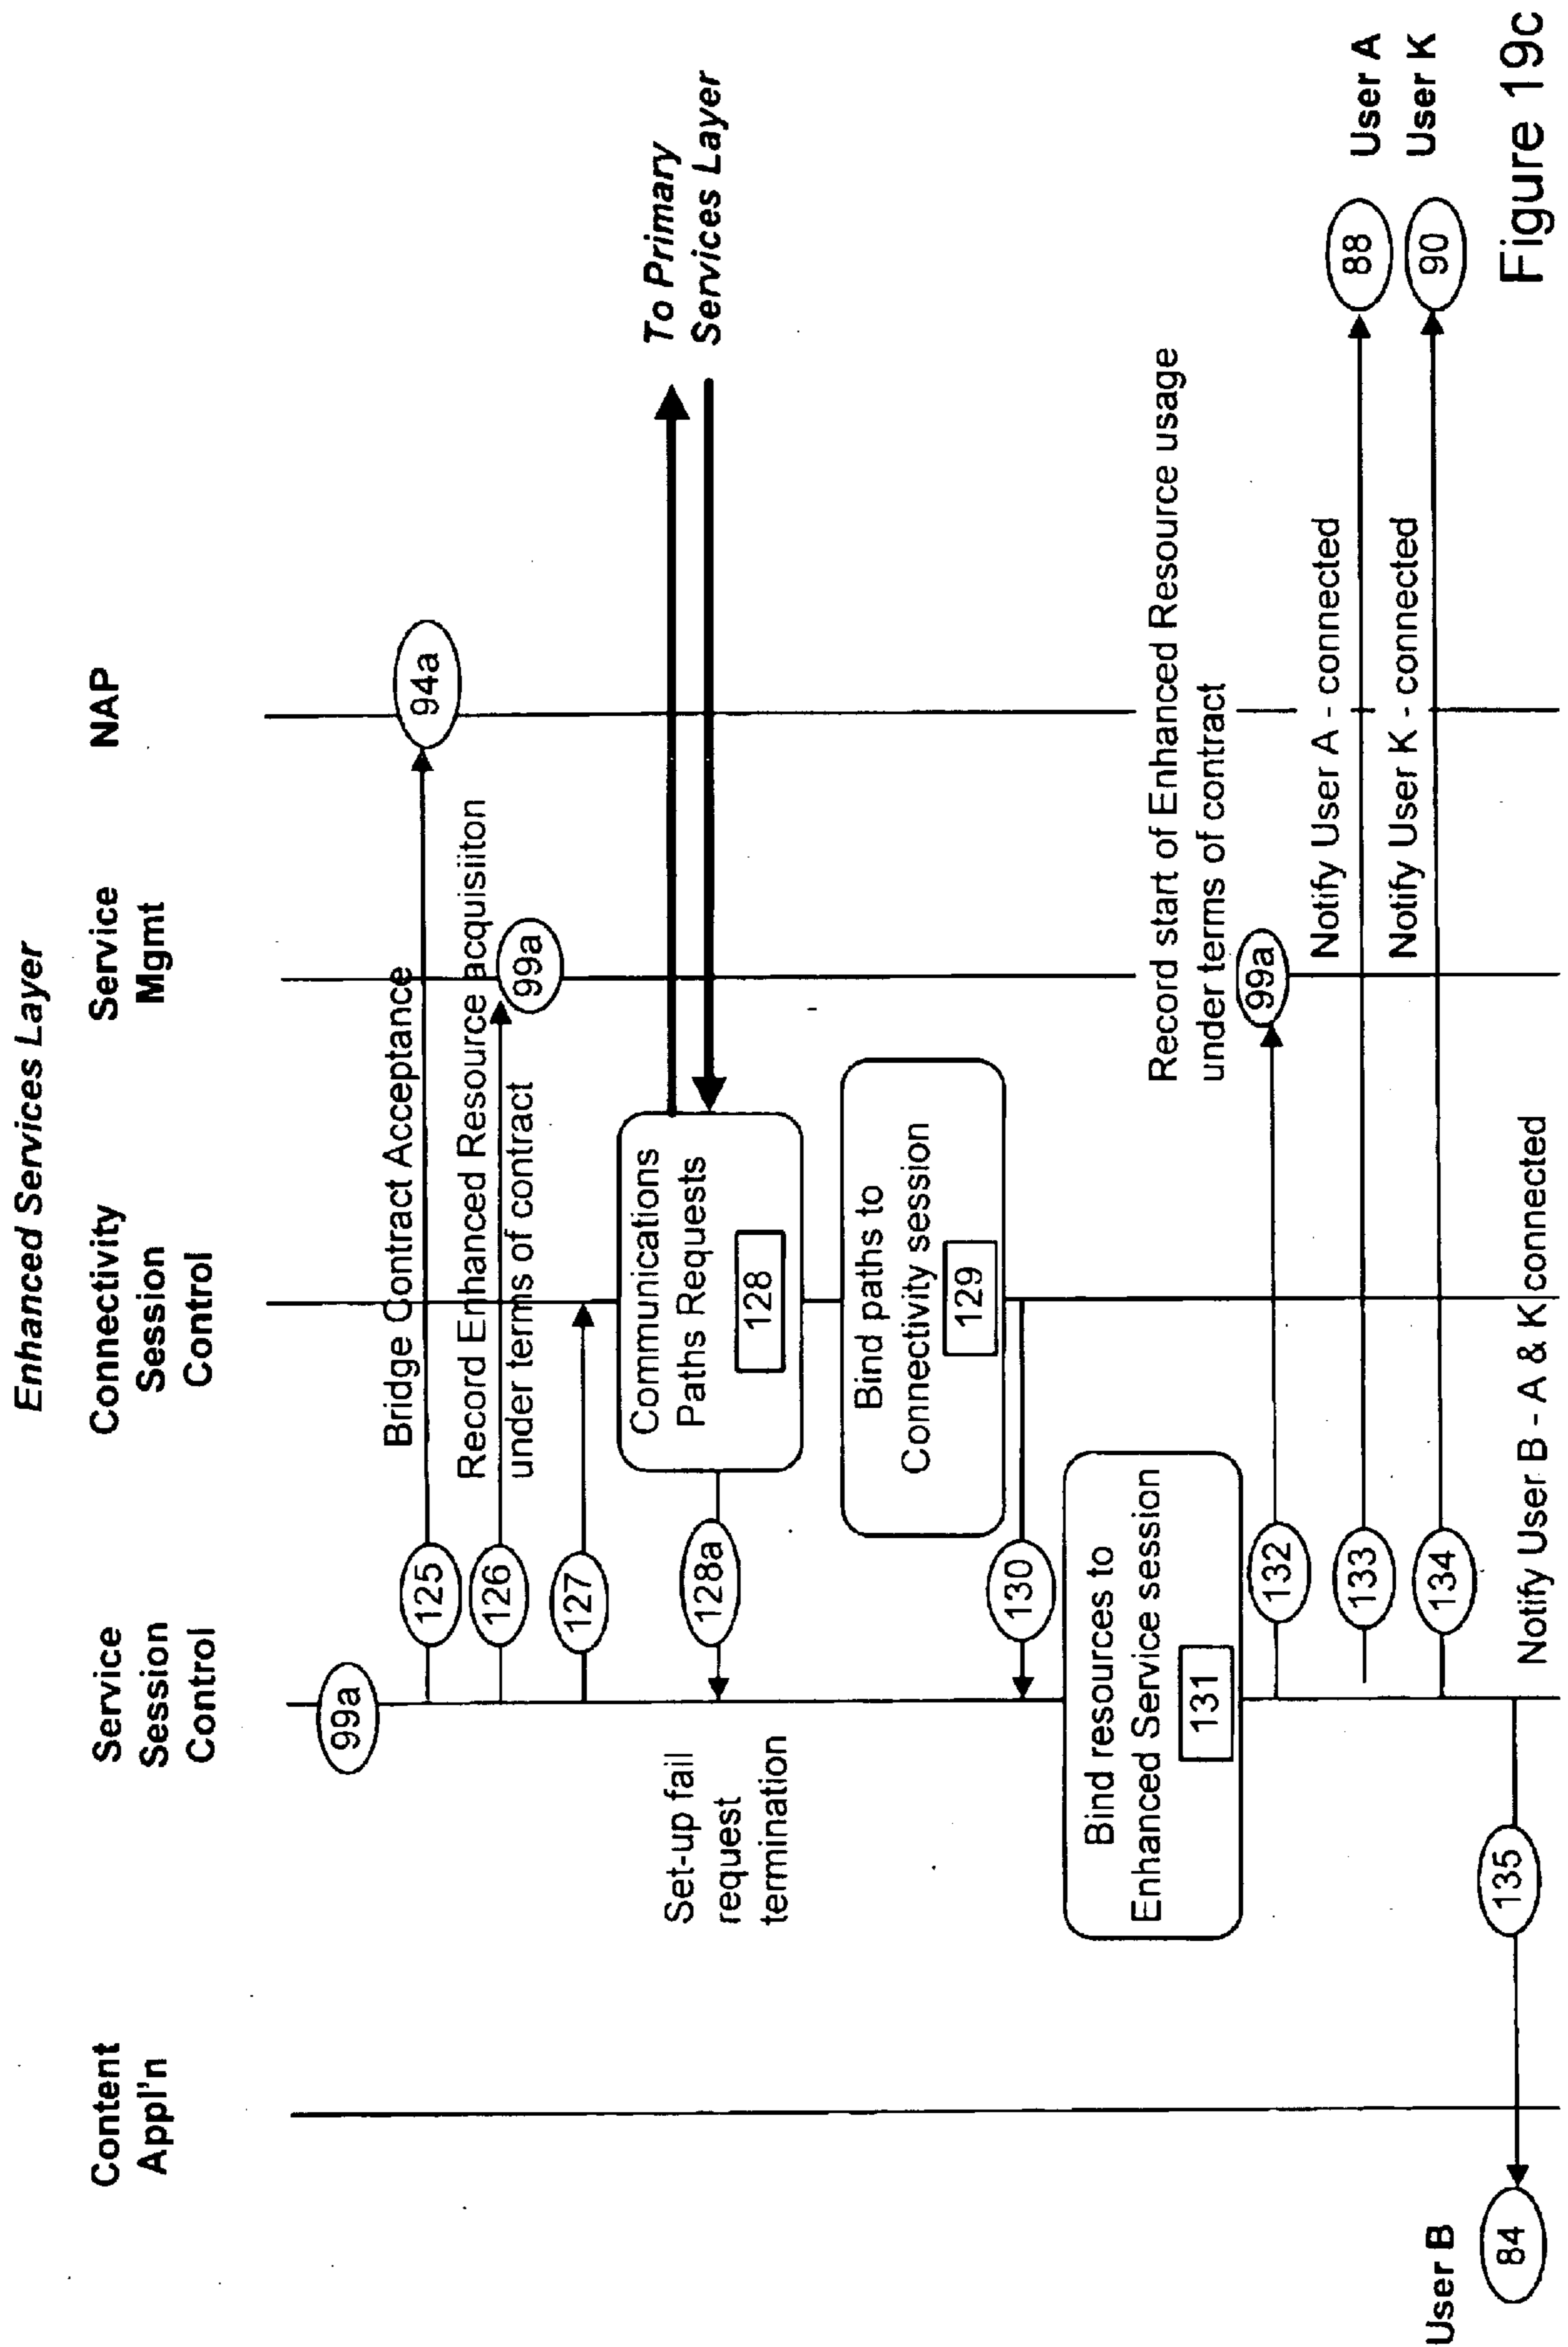 Enhanced Services Layer
Content
Appl'n
Service
Session
Control
Connectivity
Session
Control
Service
Mgmt
NAP
99a
125
Bridge Contract Acceptance
94a
126
Record Enhanced Resource acquisiiton
under terms of contract
99a
127
Communications
Paths Requests
128
To Primary
Services Layer
128a
Set-up fail
request
termination
Bind paths to
Connectivity session
129
130
Bind resources to
Enhanced Service session
131
Record start of Enhanced Resource usage
under terms of contract
132
99a
133
Notify User A - connected
88
User A
134
Notify User K - connected
90
User K
Notify User B - A & K connected
135
User B
84
Figure 19c